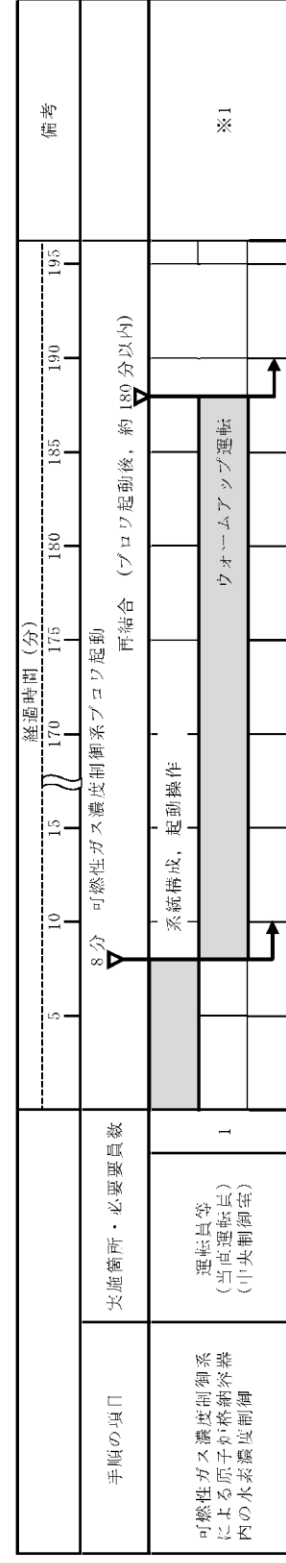 経過時間（分）
備考
5 10 15 170 175 180 185 190 195
手順の項目
実施箇所・必要要員数
8分 可燃性ガス濃度制御系ブロワ起動
再結合（ブロワ起動後，約180分以内）
可燃性ガス濃度制御系
による原子炉格納容器
内の水素濃度制御
運転員等
（当直運転員）
（中央制御室）
1
系統構成，起動操作
ウォームアップ運転
※1